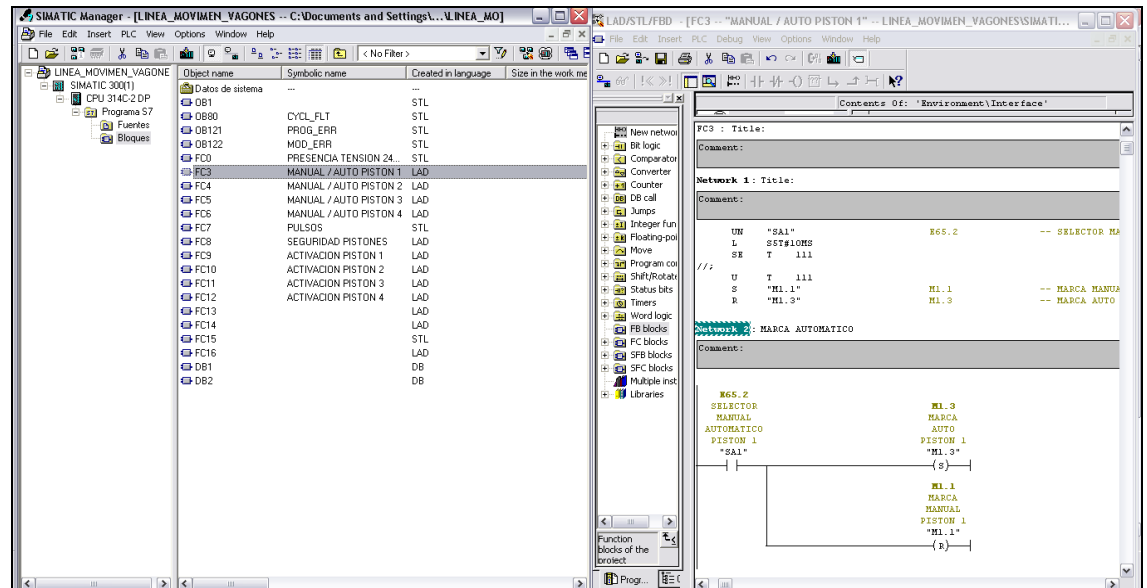 SIMATIC Manager - [LINEA_MOVIMEN_VAGONES -- C:\Documents and Settings\...\LINEA_MO]
File Edit Insert PLC View Options Window Help
< No Filter >
LINEA_MOVIMEN_VAGONE
SIMATIC 300(1)
CPU 314C-2 DP
Programa S7
Fuentes
Bloques
Object name Symbolic name Created in language Size in the work me
Datos de sistema --- ---
OB1 STL
OB80 CYCL_FLT STL
OB121 PROG_ERR STL
OB122 MOD_ERR STL
FC0 PRESENCIA TENSION 24... STL
FC3 MANUAL / AUTO PISTON 1 LAD
FC4 MANUAL / AUTO PISTON 2 LAD
FC5 MANUAL / AUTO PISTON 3 LAD
FC6 MANUAL / AUTO PISTON 4 LAD
FC7 PULSOS STL
FC8 SEGURIDAD PISTONES LAD
FC9 ACTIVACION PISTON 1 LAD
FC10 ACTIVACION PISTON 2 LAD
FC11 ACTIVACION PISTON 3 LAD
FC12 ACTIVACION PISTON 4 LAD
FC13 LAD
FC14 LAD
FC15 STL
FC16 LAD
DB1 DB
DB2 DB
LAD/STL/FBD - [FC3 -- "MANUAL / AUTO PISTON 1" -- LINEA_MOVIMEN_VAGONES\SIMATI...
File Edit Insert PLC Debug View Options Window Help
New networ
Bit logic
Comparator
Converter
Counter
DB call
Jumps
Integer fun
Floating-poi
Move
Program co
Shift/Rotate
Status bits
Timers
Word logic
FB blocks
FC blocks
SFB blocks
SFC blocks
Multiple inst
Libraries
Function
blocks of the
project
Progr...
Contents Of: 'Environment\Interface'
FC3 : Title:
Comment:
Network 1: Title:
Comment:
UN "SA1" E65.2 -- SELECTOR MA
L S5T#10MS
SE T 111
//;
U T 111
S "M1.1" M1.1 -- MARCA MANUA
R "M1.3" M1.3 -- MARCA AUTO
Network 2: MARCA AUTOMATICO
Comment:
E65.2
SELECTOR
MANUAL
AUTOMATICO
PISTON 1
"SA1"
M1.3
MARCA
AUTO
PISTON 1
"M1.3"
(S)
M1.1
MARCA
MANUAL
PISTON 1
"M1.1"
(R)